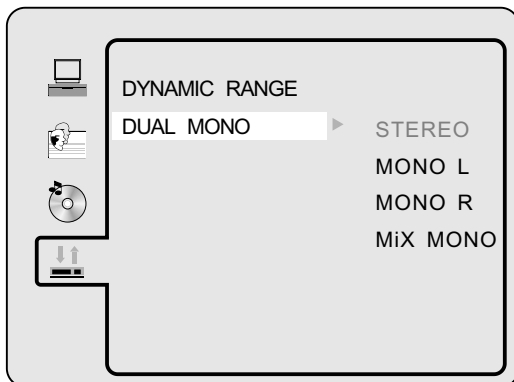 DYNAMIC RANGE
DUAL MONO
STEREO
MONO L
MONO R
MiX MONO